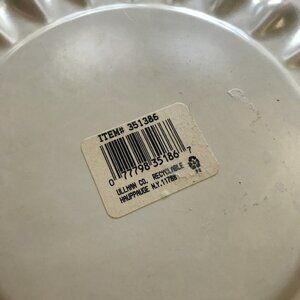 ITEM# 351386
0 77798 35186 7
ULLMAN CO. RECYCLABLE
HAUPPAUGE N.Y. 11788